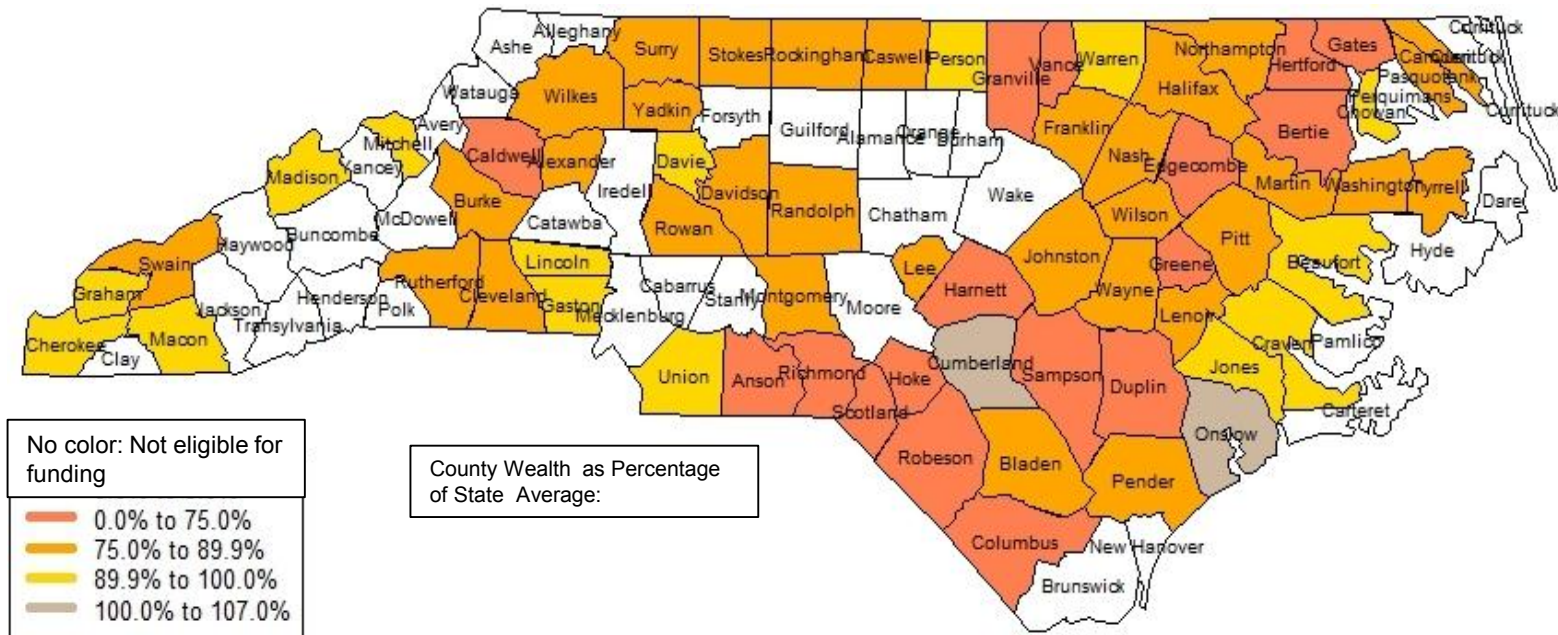 Currituck
Alleghany
Ashe
Surry
Stokes
Rockingham
Caswell
Person
Granville
Vance
Warren
Northampton
Gates
Hertford
Camden
Currituck
Pasquotank
Perquimans
Chowan
Currituck
Watauga
Wilkes
Yadkin
Forsyth
Guilford
Alamance
Orange
Durham
Franklin
Halifax
Bertie
Avery
Mitchell
Yancey
Madison
Caldwell
Alexander
Iredell
Davie
Davidson
Randolph
Chatham
Wake
Nash
Edgecombe
Martin
Washington
Tyrrell
Dare
Burke
McDowell
Buncombe
Haywood
Catawba
Rowan
Wilson
Pitt
Hyde
Swain
Graham
Rutherford
Lincoln
Lee
Johnston
Greene
Beaufort
Cherokee
Macon
Jackson
Clay
Transylvania
Henderson
Polk
Cleveland
Gaston
Mecklenburg
Cabarrus
Stanly
Montgomery
Moore
Harnett
Wayne
Lenoir
Craven
Pamlico
Jones
Union
Anson
Richmond
Scotland
Hoke
Cumberland
Sampson
Duplin
Onslow
Carteret
Robeson
Bladen
Pender
Columbus
New Hanover
Brunswick
No color: Not eligible for
funding
0.0% to 75.0%
75.0% to 89.9%
89.9% to 100.0%
100.0% to 107.0%
County Wealth as Percentage
of State Average: